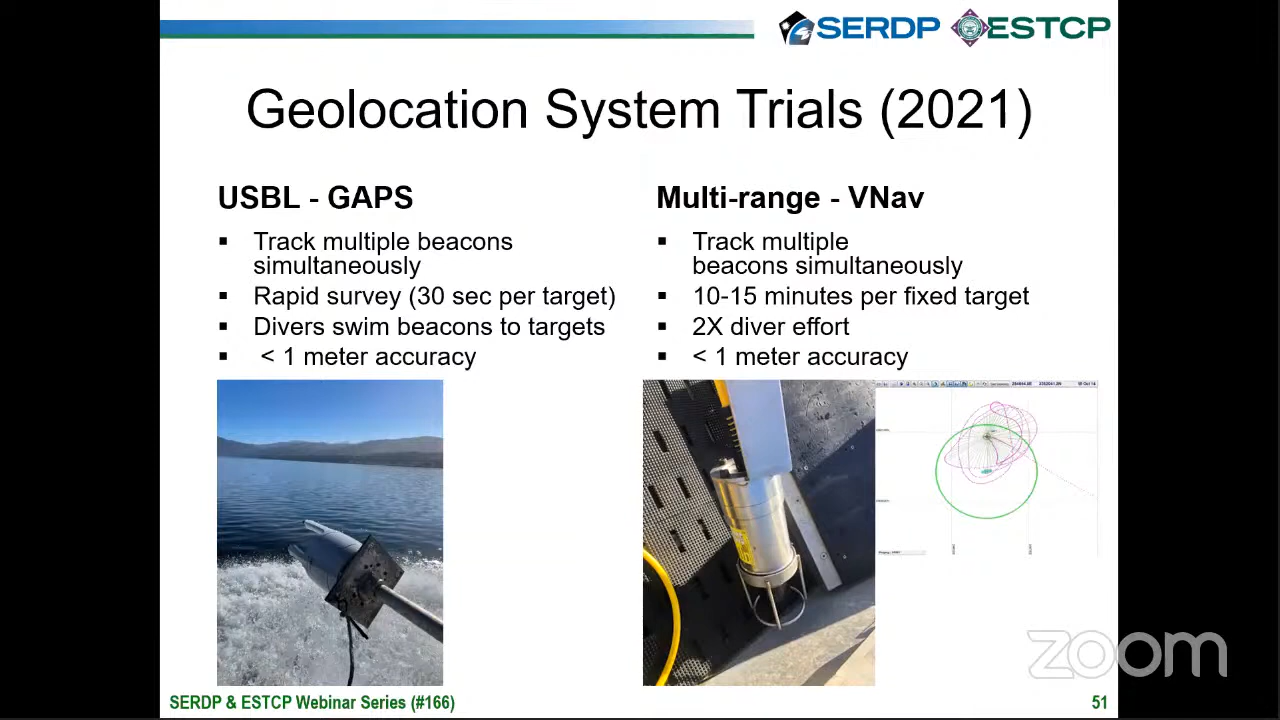 SERDP ESTCP
Geolocation System Trials (2021)
USBL - GAPS
▪ Track multiple beacons
simultaneously
▪ Rapid survey (30 sec per target)
▪ Divers swim beacons to targets
▪ < 1 meter accuracy
Multi-range - VNav
▪ Track multiple
beacons simultaneously
▪ 10-15 minutes per fixed target
▪ 2X diver effort
▪ < 1 meter accuracy
zoom
SERDP & ESTCP Webinar Series (#166)
51